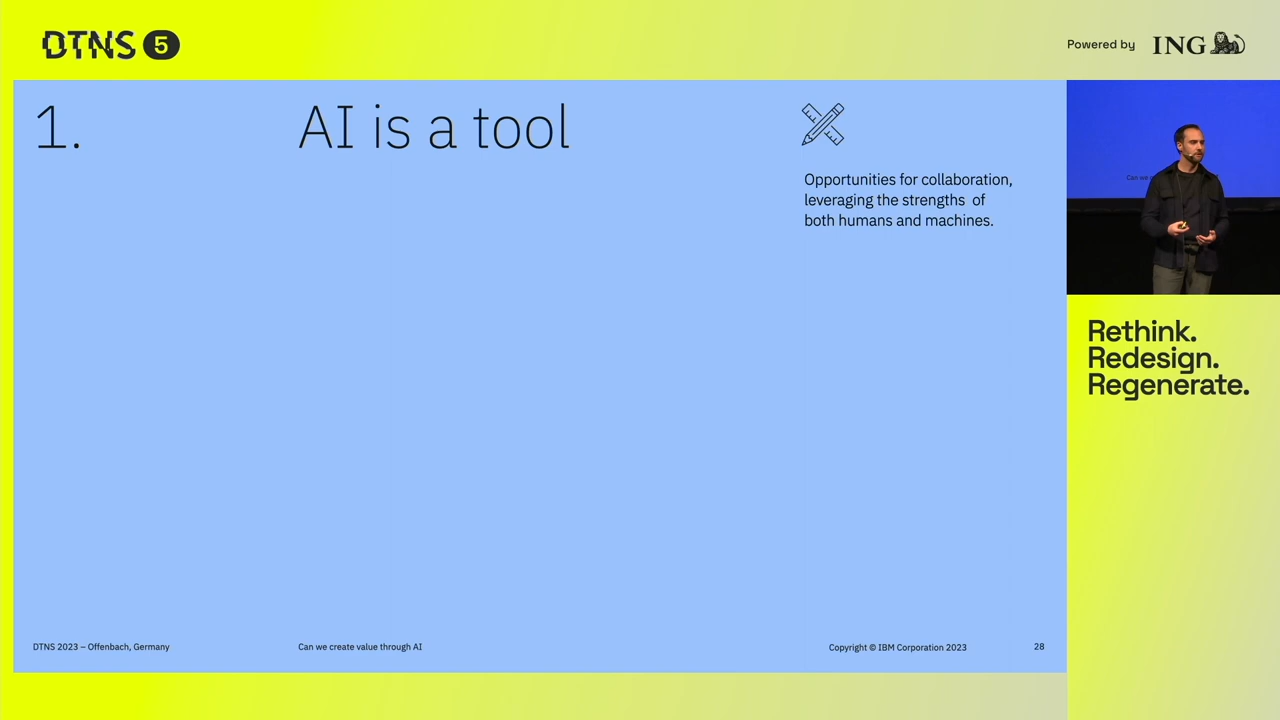 DTNS 5
Powered by ING
1.
AI is a tool
Opportunities for collaboration,
leveraging the strengths of
both humans and machines.
Can we
Rethink.
Redesign.
Regenerate.
DTNS 2023 – Offenbach, Germany
Can we create value through AI
Copyright © IBM Corporation 2023
28